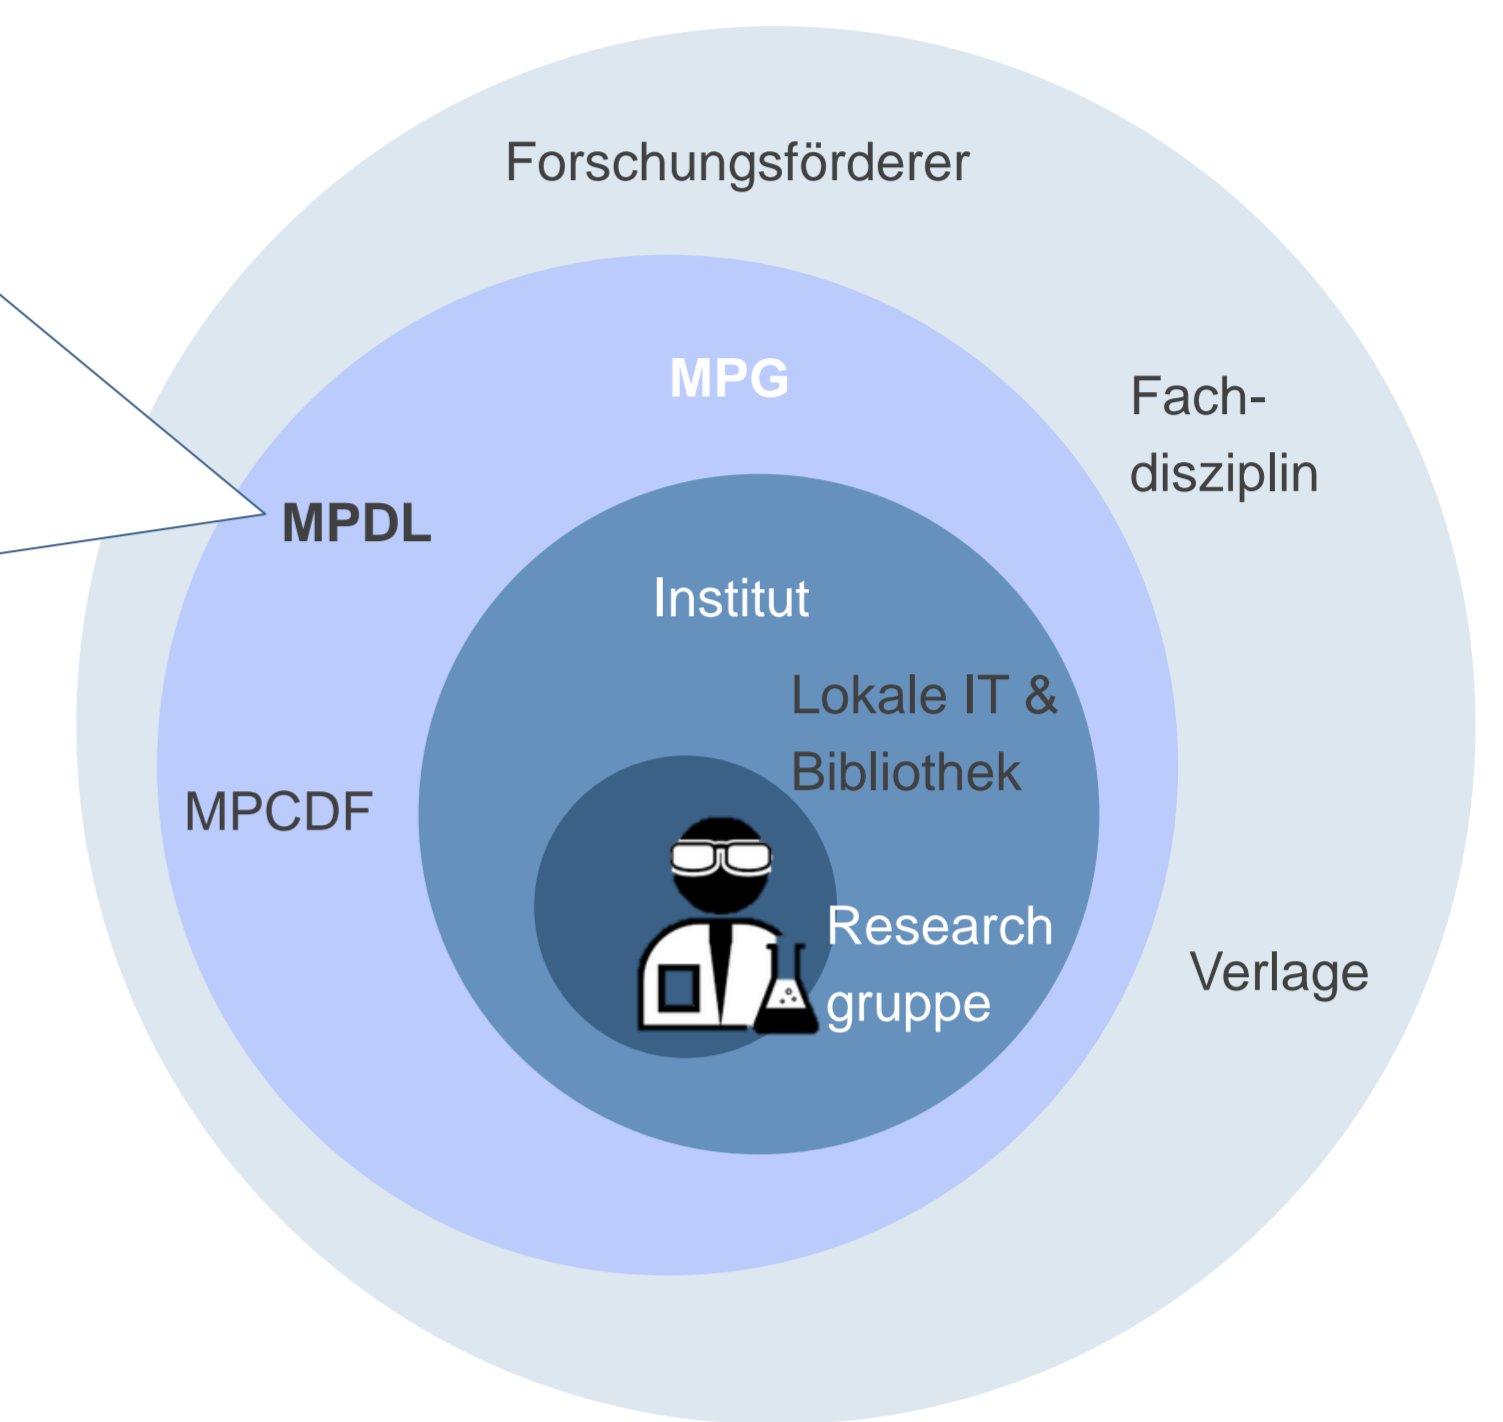 Forschungsförderer
MPG
Fach-
disziplin
MPDL
Institut
Lokale IT &
Bibliothek
MPCDF
Research
gruppe
Verlage